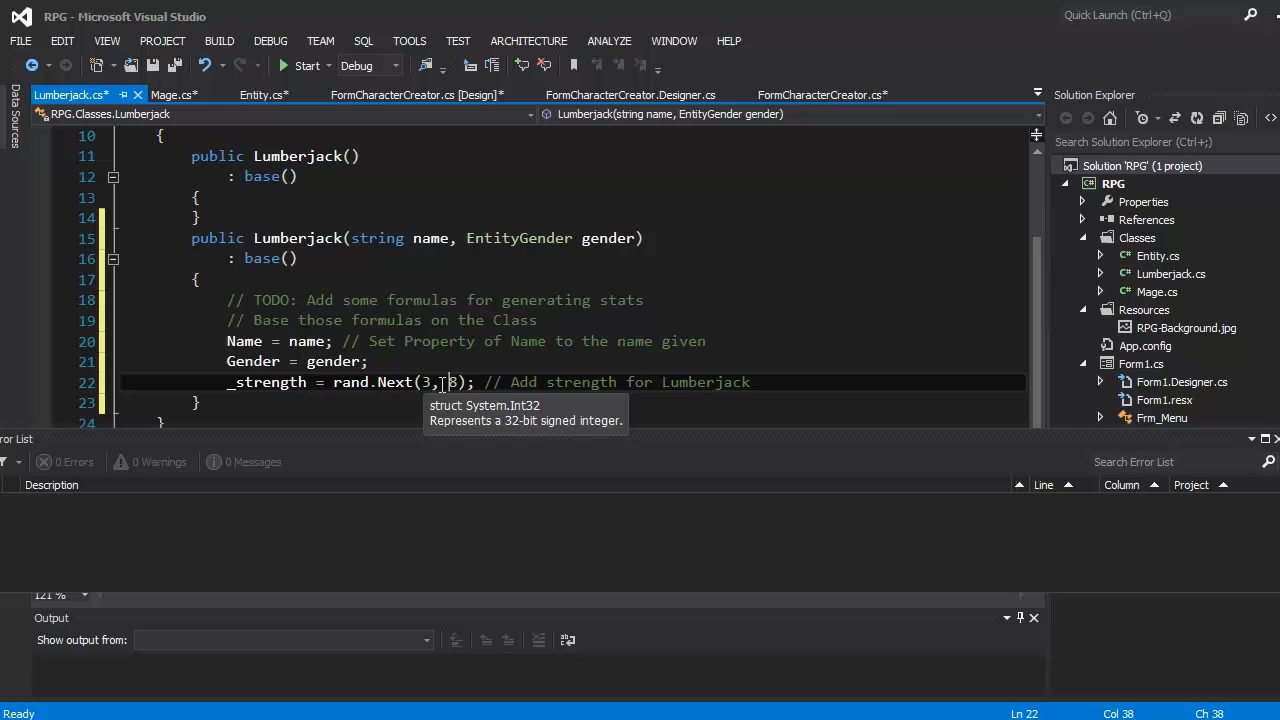 RPG - Microsoft Visual Studio
Quick Launch (Ctrl+Q)
FILE EDIT VIEW PROJECT BUILD DEBUG TEAM SQL TOOLS TEST ARCHITECTURE ANALYZE WINDOW HELP
Start Debug
Data Sources
Lumberjack.cs* Mage.cs* Entity.cs* FormCharacterCreator.cs [Design]* FormCharacterCreator.Designer.cs FormCharacterCreator.cs*
RPG.Classes.Lumberjack Lumberjack(string name, EntityGender gender)
10 {
11 public Lumberjack()
12 : base()
13 {
14 }
15 public Lumberjack(string name, EntityGender gender)
16 : base()
17 {
18 // TODO: Add some formulas for generating stats
19 // Base those formulas on the Class
20 Name = name; // Set Property of Name to the name given
21 Gender = gender;
22 _strength = rand.Next(3, 8); // Add strength for Lumberjack
23 }
24 }
struct System.Int32
Represents a 32-bit signed integer.
Solution Explorer
Search Solution Explorer (Ctrl+;)
Solution 'RPG' (1 project)
RPG
Properties
References
Classes
Entity.cs
Lumberjack.cs
Mage.cs
Resources
RPG-Background.jpg
App.config
Form1.cs
Form1.Designer.cs
Form1.resx
Frm_Menu
rror List
0 Errors 0 Warnings 0 Messages
Search Error List
Description Line Column Project
121 %
Output
Show output from:
Ready Ln 22 Col 38 Ch 38